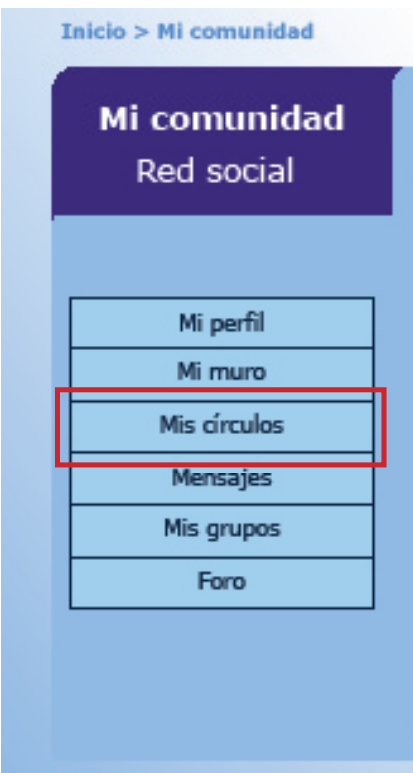 Inicio > Mi comunidad
Mi comunidad
Red social
Mi perfil
Mi muro
Mis círculos
Mensajes
Mis grupos
Foro